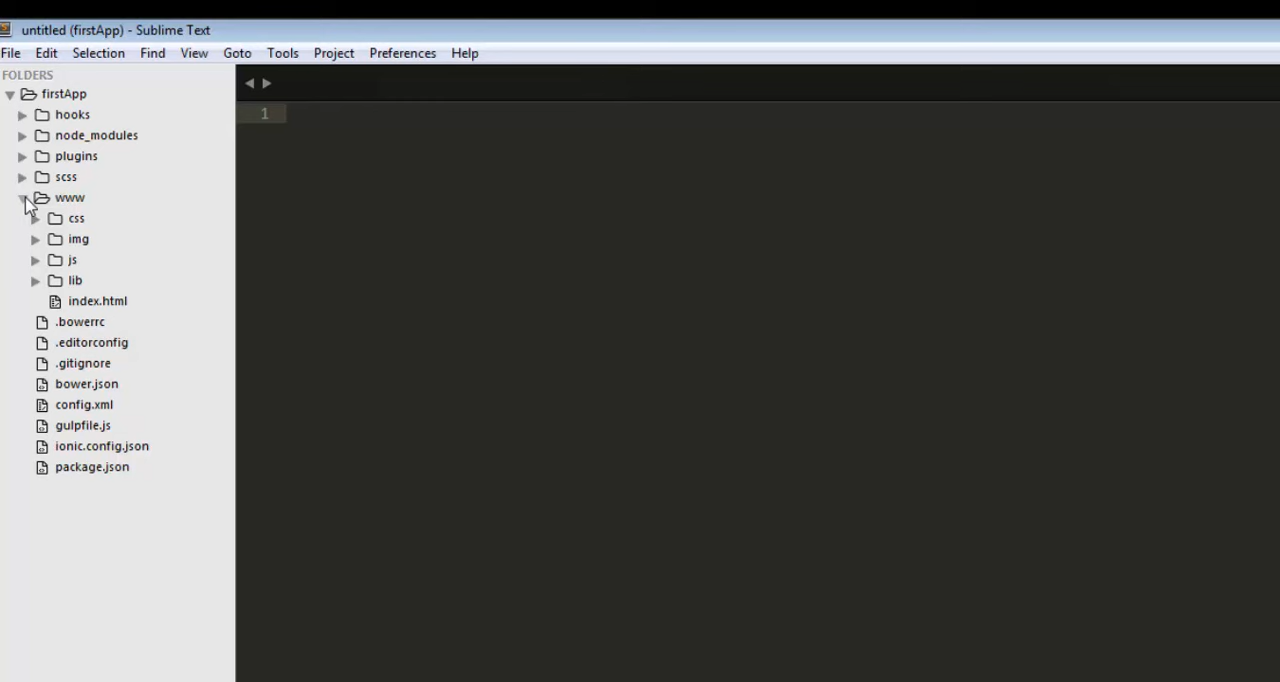 untitled (firstApp) - Sublime Text
File Edit Selection Find View Goto Tools Project Preferences Help
FOLDERS
firstApp
hooks
node_modules
plugins
scss
www
css
img
js
lib
index.html
.bowerrc
.editorconfig
.gitignore
bower.json
config.xml
gulpfile.js
ionic.config.json
package.json
1